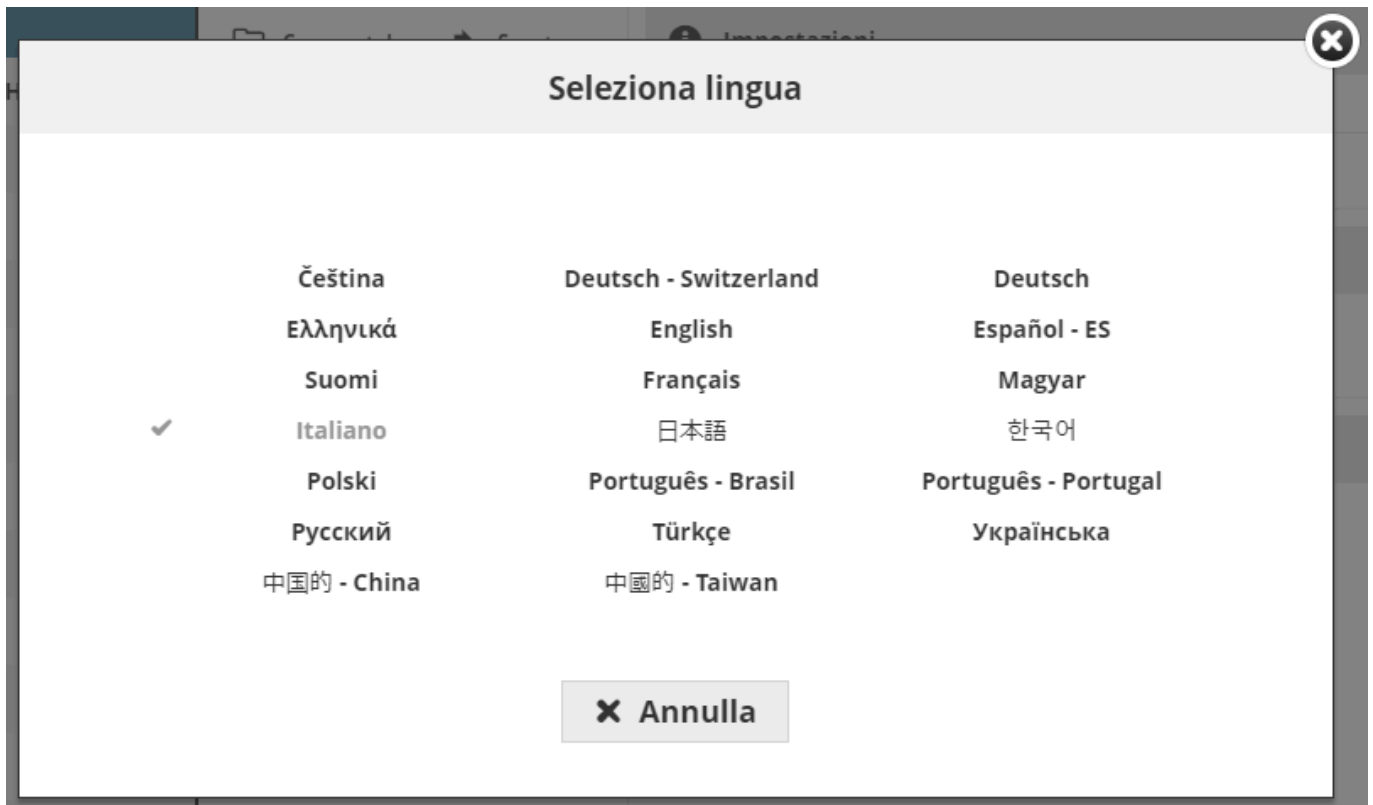 Impostazioni
Seleziona lingua
Čeština Deutsch - Switzerland Deutsch
Ελληνικά English Español - ES
Suomi Français Magyar
Italiano 日本語 한국어
Polski Português - Brasil Português - Portugal
Русский Türkçe Українська
中国的 - China 中國的 - Taiwan
Annulla